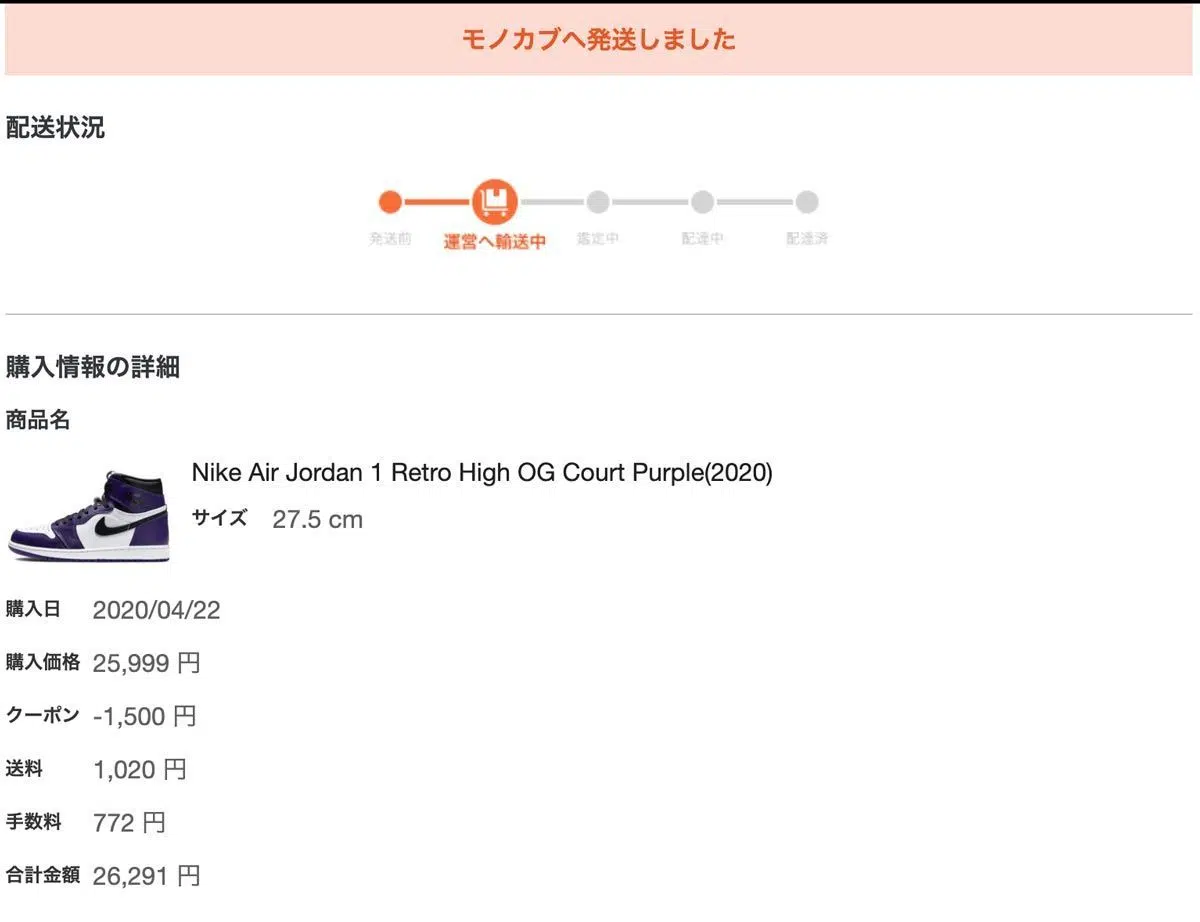 モノカブへ発送しました
配送状況
発送前 運営へ輸送中 鑑定中 配達中 配達済
購入情報の詳細
商品名
Nike Air Jordan 1 Retro High OG Court Purple(2020)
サイズ 27.5 cm
購入日 2020/04/22
購入価格 25,999 円
クーポン -1,500 円
送料 1,020 円
手数料 772 円
合計金額 26,291 円